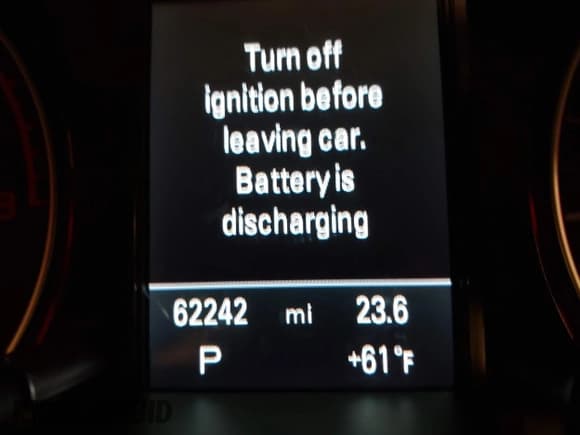 Turn off
ignition before
leaving car.
Battery is
discharging
62242 mi 23.6
P +61°F